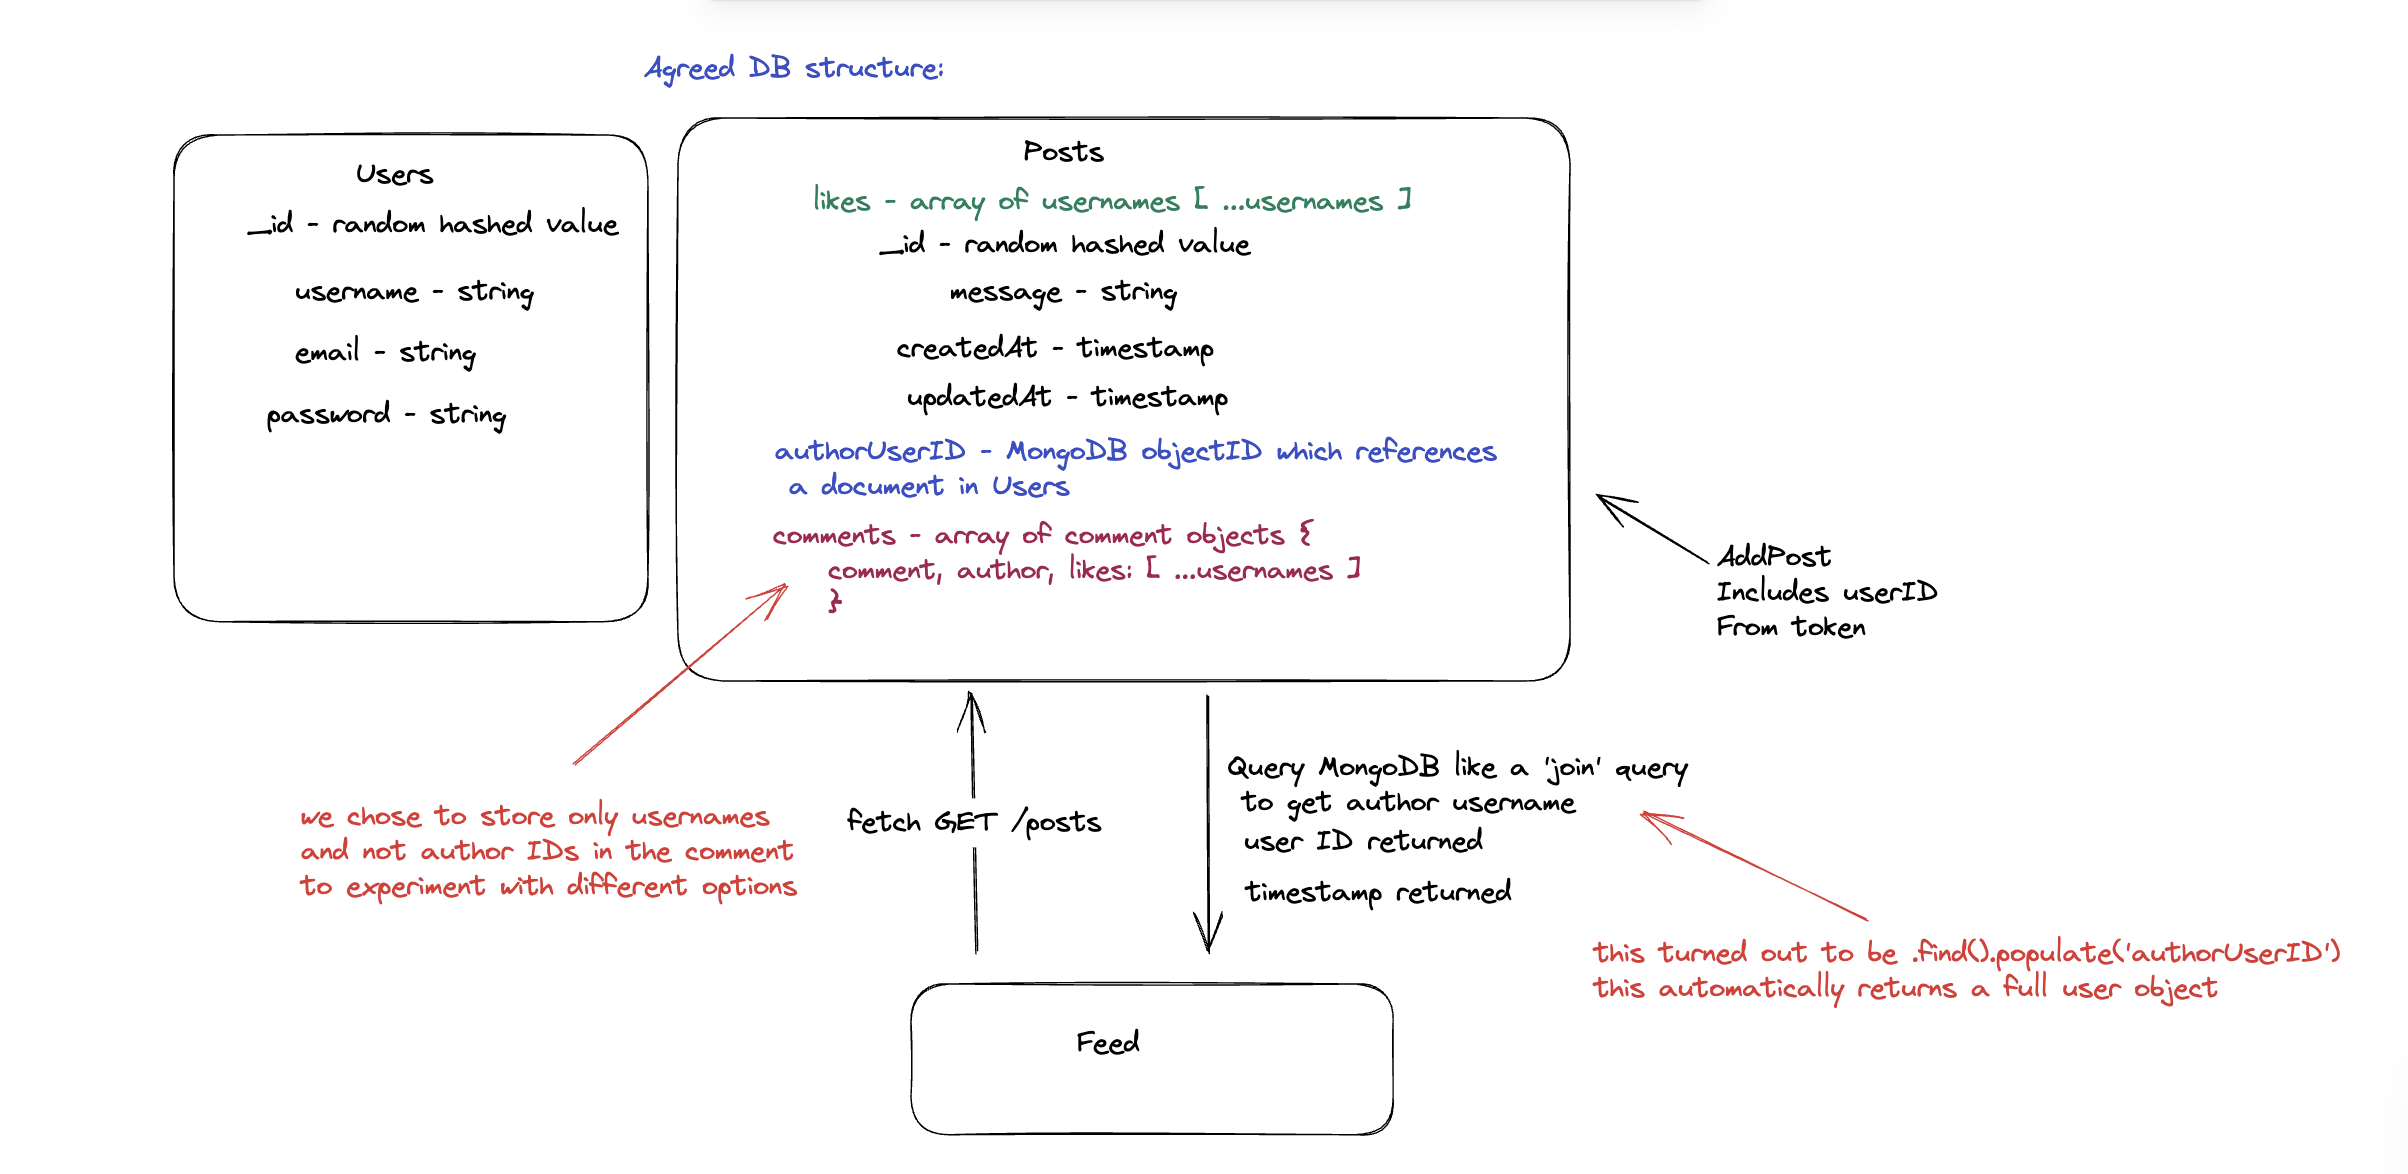 Agreed DB structure:
Users
_id - random hashed value
username - string
email - string
password - string
Posts
likes - array of usernames [ ...usernames ]
_id - random hashed value
message - string
createdAt - timestamp
updatedAt - timestamp
authorUserID - MongoDB objectID which references
a document in Users
comments - array of comment objects {
comment, author, likes: [ ...usernames ]
}
AddPost
Includes userID
From token
we chose to store only usernames
and not author IDs in the comment
to experiment with different options
fetch GET /posts
Query MongoDB like a 'join' query
to get author username
user ID returned
timestamp returned
this turned out to be .find().populate('authorUserID')
this automatically returns a full user object
Feed